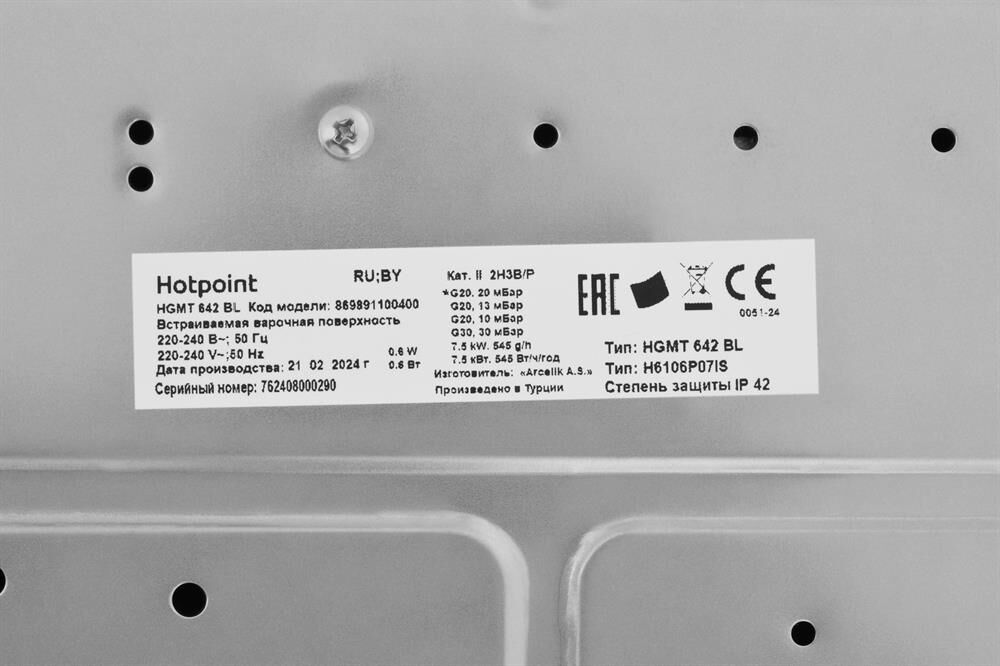 Hotpoint
RU;BY
HGMT 642 BL Код модели: 869891100400
Встраиваемая варочная поверхность
220-240 В~; 50 Гц
220-240 V~;50 Hz 0.6 W
Дата производства: 21 02 2024 г 0.6 Вт
Серийный номер: 762408000290
Кат. II 2H3B/P
*G20, 20 мБар
G20, 13 мБар
G20, 10 мБар
G30, 30 мБар
7.5 kW. 545 g/h
7.5 кВт. 545 Вт/ч/год
Изготовитель: «Arcelik A.S.»
Произведено в Турции
EAC
CE
0051-24
Тип: HGMT 642 BL
Тип: H6106P07IS
Степень защиты IP 42